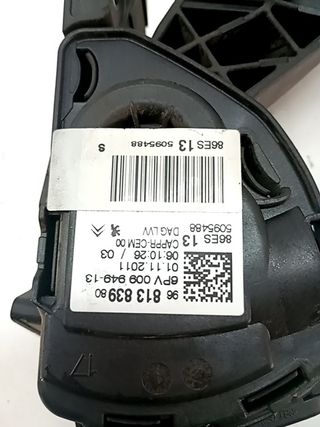 17
96 813 839 80
6PV 009 949-13
01.11.2011
06:10:26 / 03
CAPPR-CEM 00
DAG LW
86ES 13
5095488
S
86ES 13 5095488